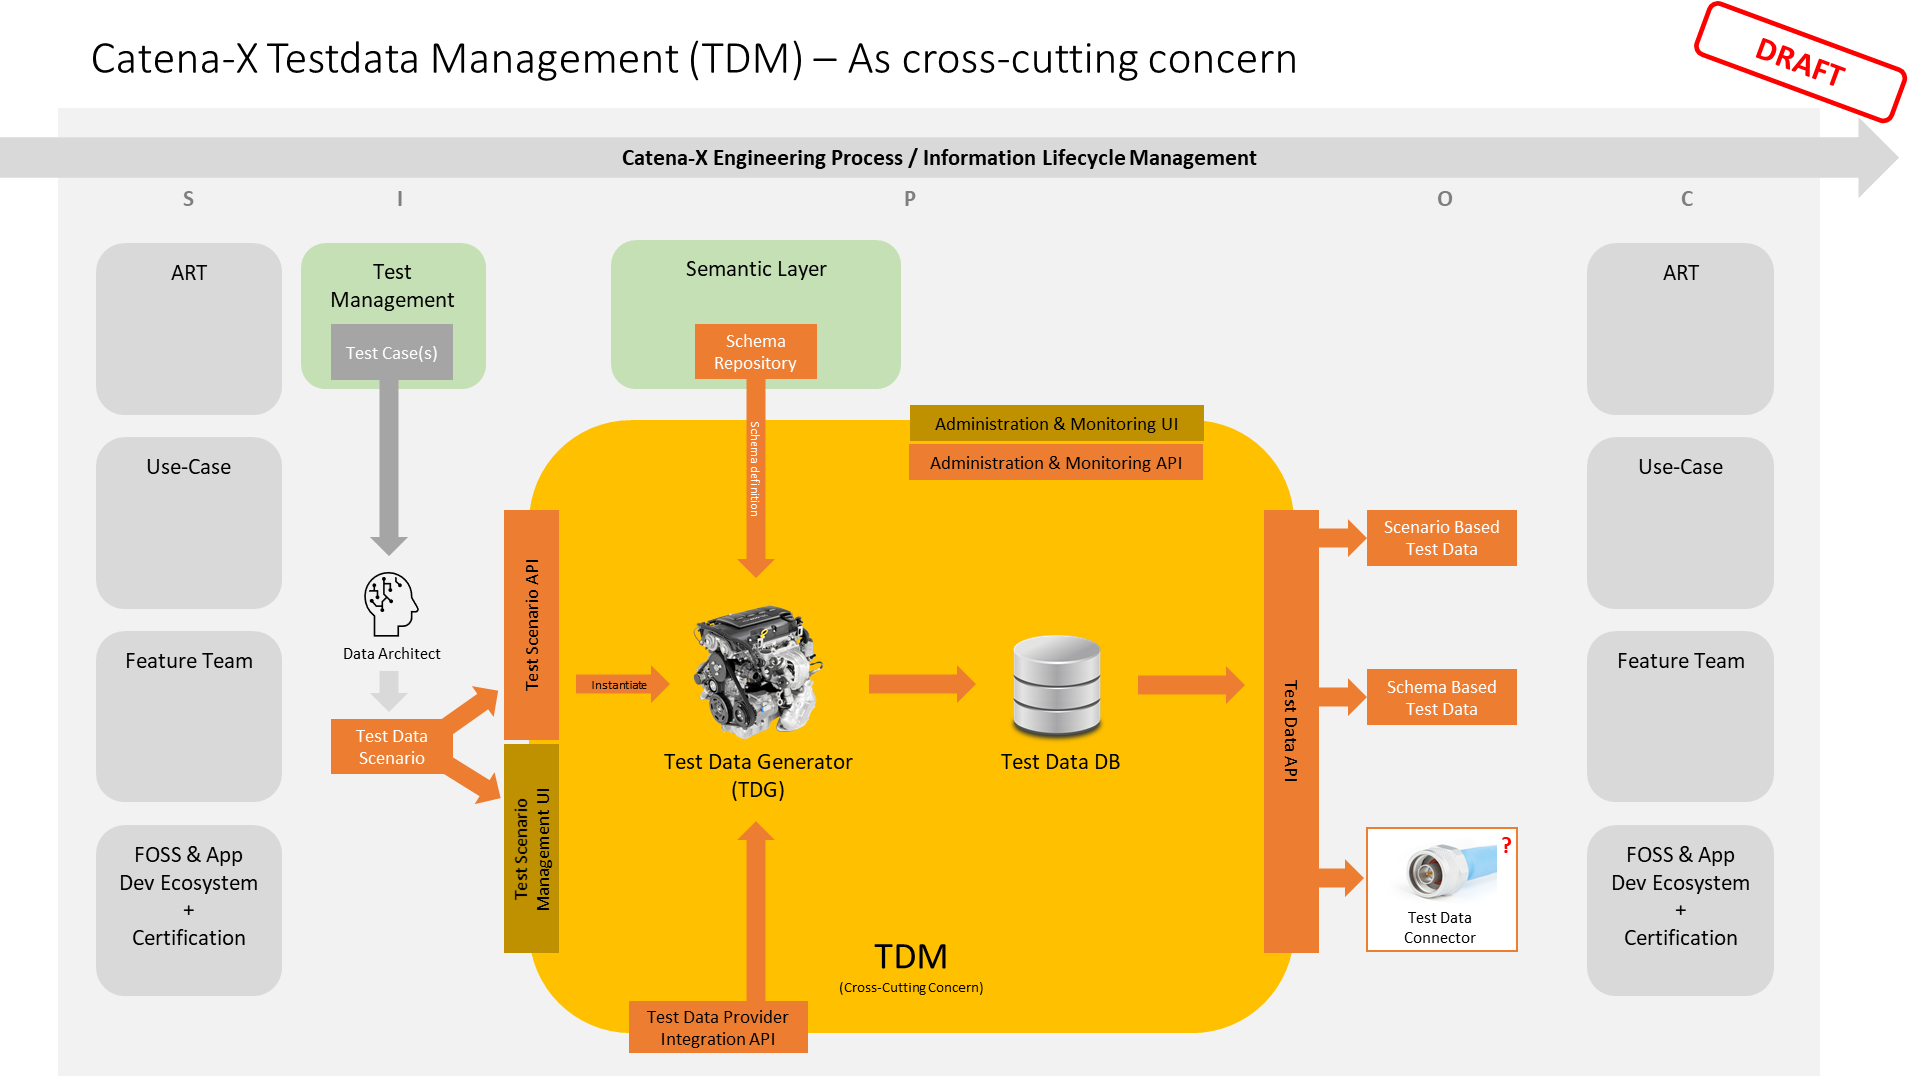 Catena-X Testdata Management (TDM) – As cross-cutting concern
DRAFT
Catena-X Engineering Process / Information Lifecycle Management
S
I
P
O
C
ART
Use-Case
Feature Team
FOSS & App
Dev Ecosystem
+
Certification
Test
Management
Test Case(s)
Data Architect
Test Data
Scenario
Semantic Layer
Schema
Repository
Schema definition
Administration & Monitoring UI
Administration & Monitoring API
Test Scenario API
Test Scenario
Management UI
Instantiate
Test Data Generator
(TDG)
Test Data DB
TDM
(Cross-Cutting Concern)
Test Data Provider
Integration API
Test Data API
Scenario Based
Test Data
Schema Based
Test Data
?
Test Data
Connector
ART
Use-Case
Feature Team
FOSS & App
Dev Ecosystem
+
Certification